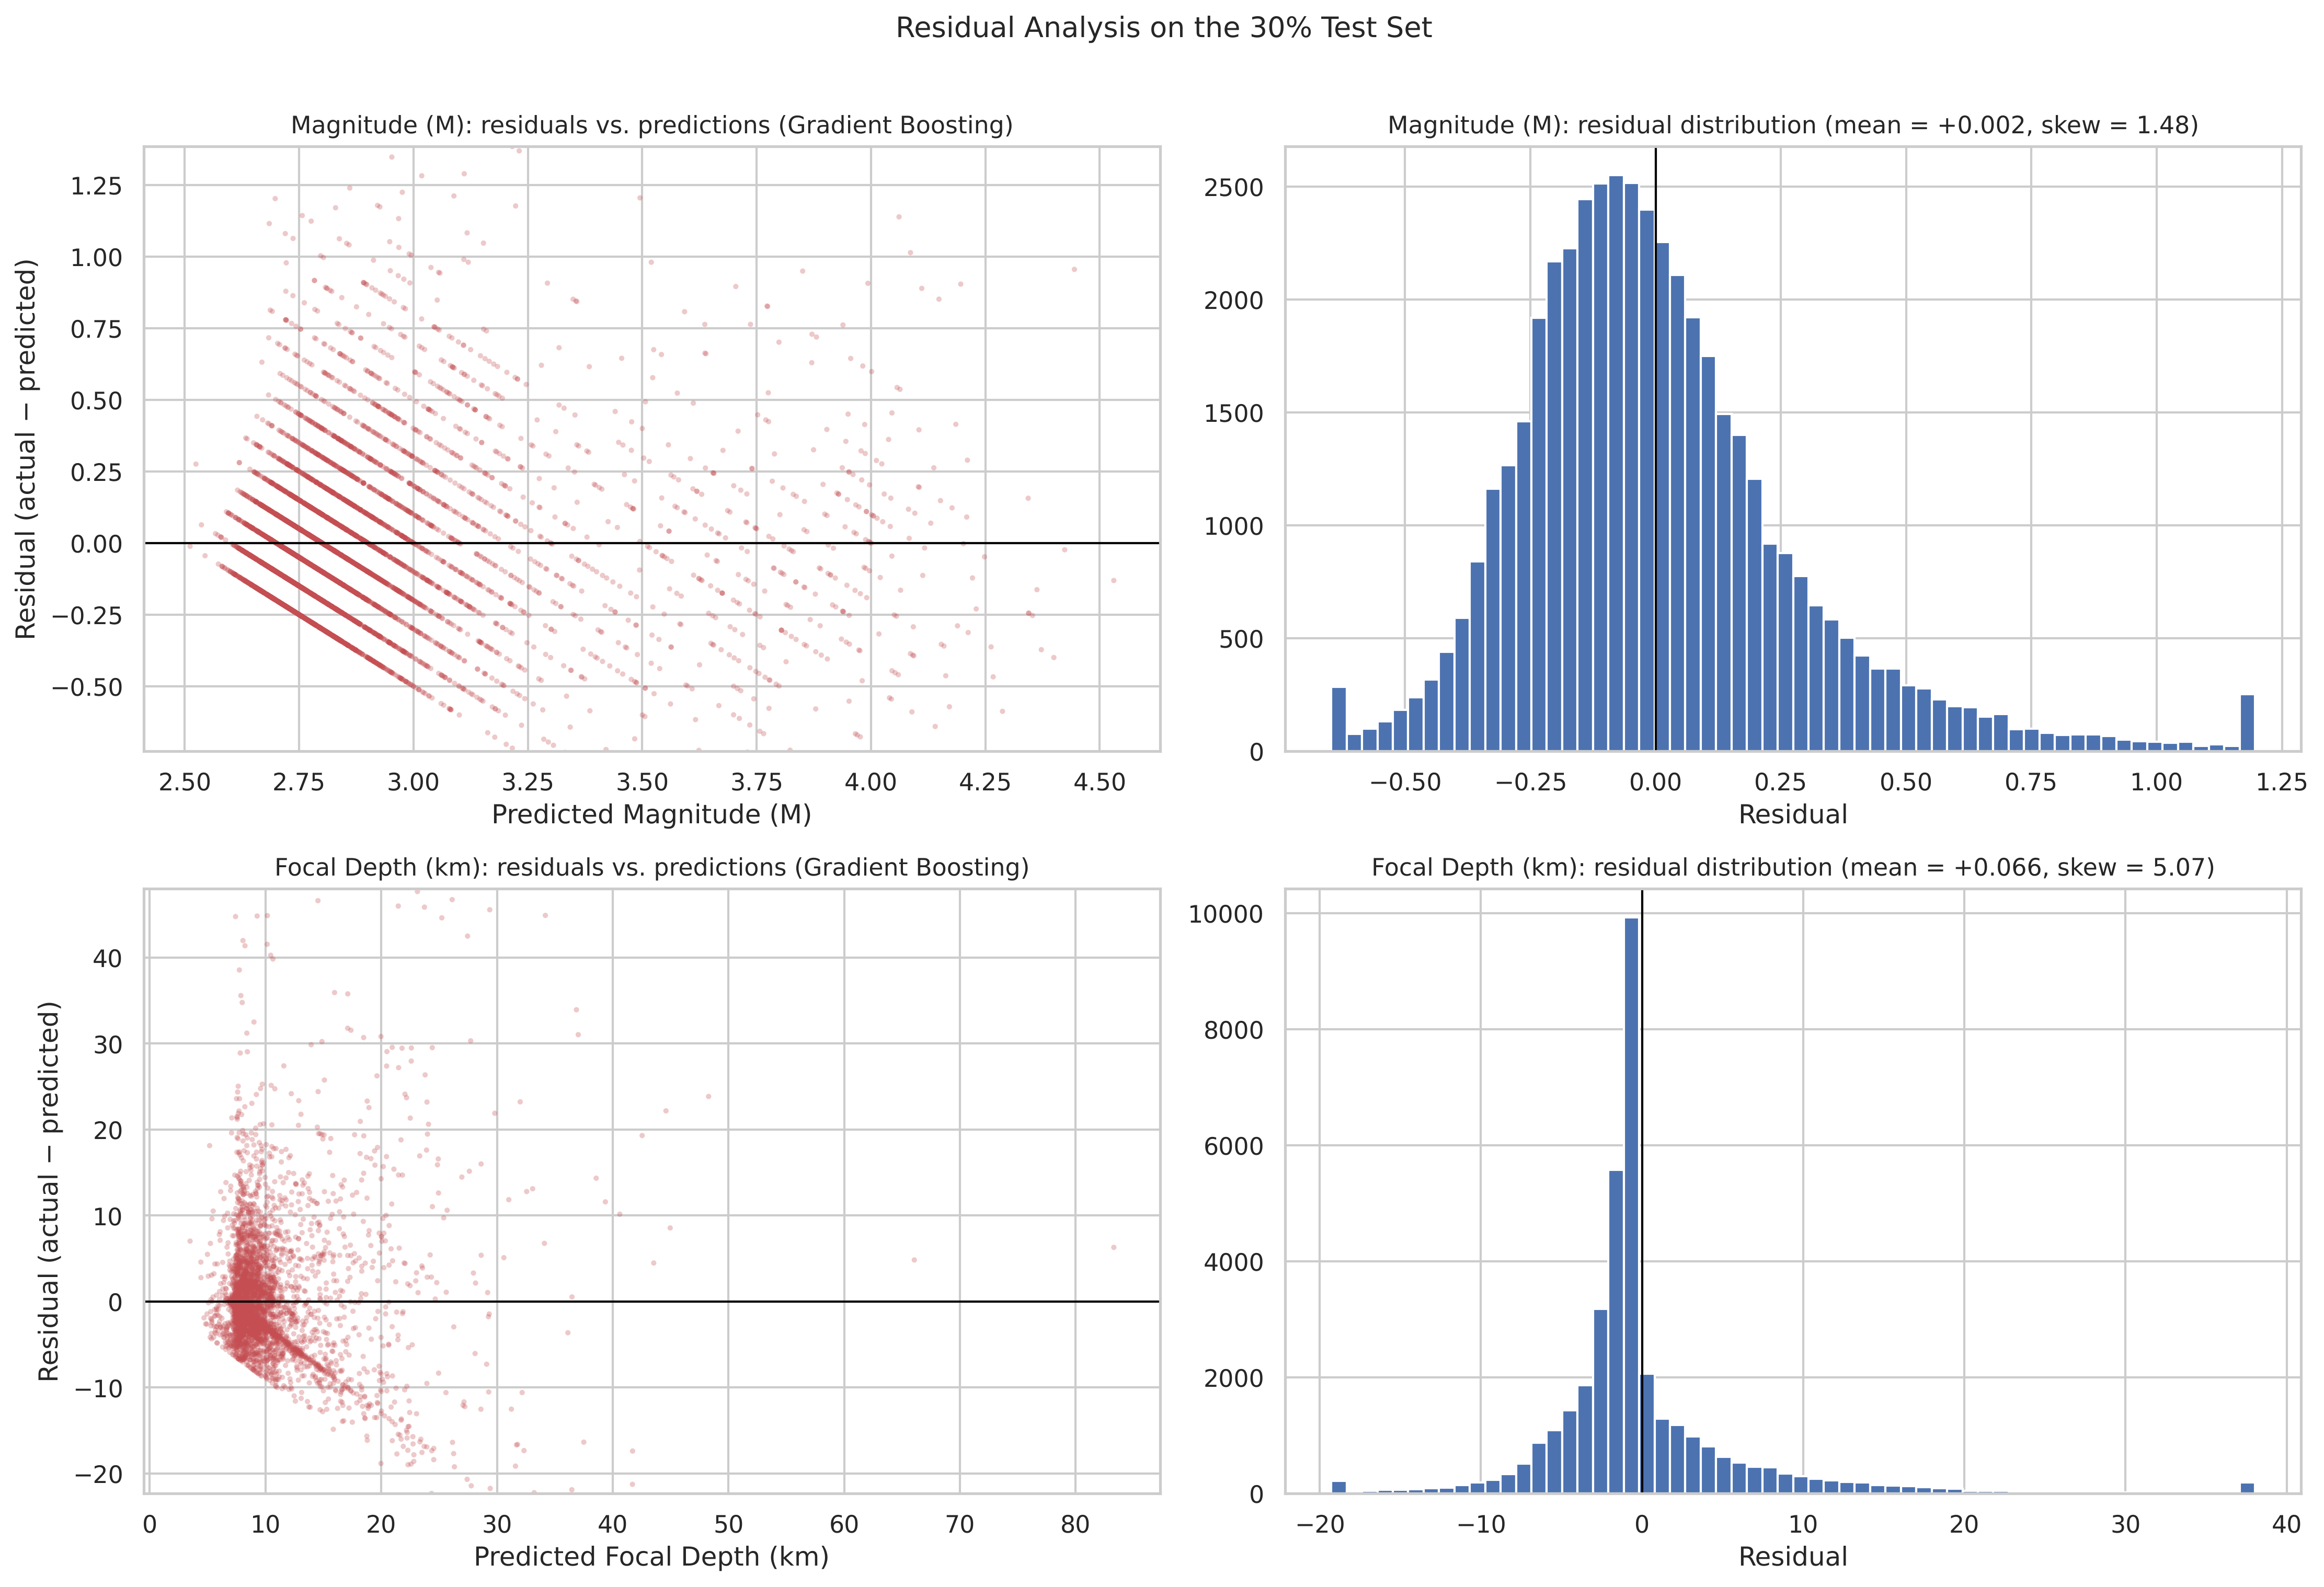 Residual Analysis on the 30% Test Set
Magnitude (M): residuals vs. predictions (Gradient Boosting)
1.25
1.00
0.75
0.50
0.25
0.00
−0.25
−0.50
Residual (actual − predicted)
2.50 2.75 3.00 3.25 3.50 3.75 4.00 4.25 4.50
Predicted Magnitude (M)
Magnitude (M): residual distribution (mean = +0.002, skew = 1.48)
2500
2000
1500
1000
500
0
−0.50 −0.25 0.00 0.25 0.50 0.75 1.00 1.25
Residual
Focal Depth (km): residuals vs. predictions (Gradient Boosting)
40
30
20
10
0
−10
−20
Residual (actual − predicted)
0 10 20 30 40 50 60 70 80
Predicted Focal Depth (km)
Focal Depth (km): residual distribution (mean = +0.066, skew = 5.07)
10000
8000
6000
4000
2000
0
−20 −10 0 10 20 30 40
Residual